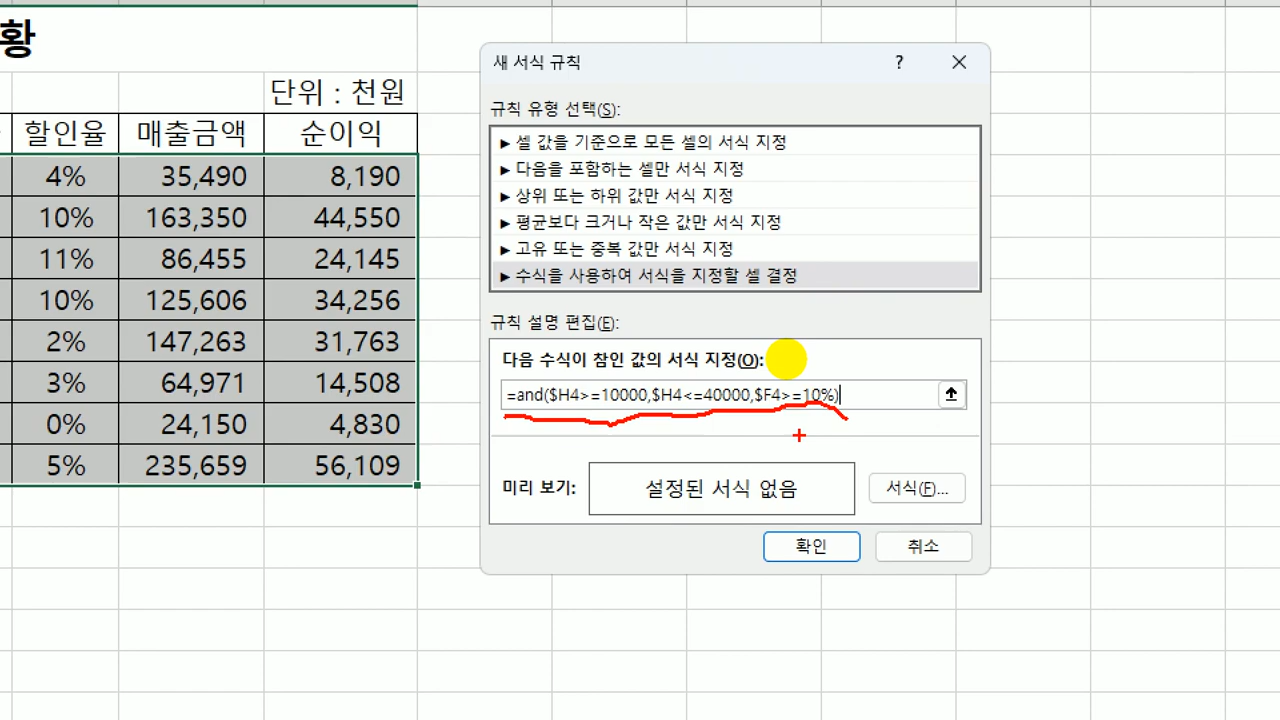 황
단위 : 천원
할인율 매출금액 순이익
4% 35,490 8,190
10% 163,350 44,550
11% 86,455 24,145
10% 125,606 34,256
2% 147,263 31,763
3% 64,971 14,508
0% 24,150 4,830
5% 235,659 56,109
새 서식 규칙 ?
규칙 유형 선택(S):
► 셀 값을 기준으로 모든 셀의 서식 지정
► 다음을 포함하는 셀만 서식 지정
► 상위 또는 하위 값만 서식 지정
► 평균보다 크거나 작은 값만 서식 지정
► 고유 또는 중복 값만 서식 지정
► 수식을 사용하여 서식을 지정할 셀 결정
규칙 설명 편집(E):
다음 수식이 참인 값의 서식 지정(O):
=and($H4>=10000,$H4<=40000,$F4>=10%)
미리 보기: 설정된 서식 없음 서식(F)...
확인 취소